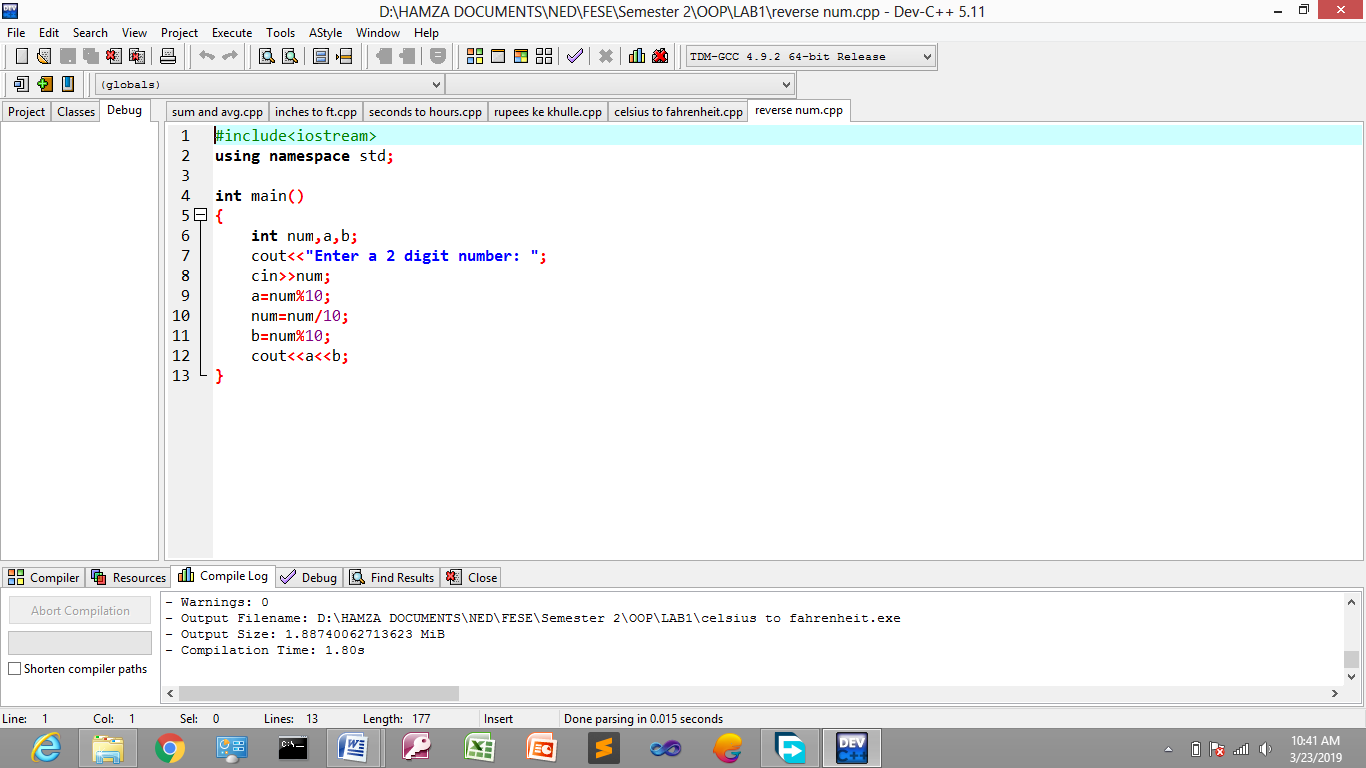 D:\HAMZA DOCUMENTS\NED\FESE\Semester 2\OOP\LAB1\reverse num.cpp - Dev-C++ 5.11
File Edit Search View Project Execute Tools AStyle Window Help
TDM-GCC 4.9.2 64-bit Release
(globals)
Project Classes Debug
sum and avg.cpp inches to ft.cpp seconds to hours.cpp rupees ke khulle.cpp celsius to fahrenheit.cpp reverse num.cpp
1 #include<iostream>
2 using namespace std;
3
4 int main()
5 {
6 int num,a,b;
7 cout<<"Enter a 2 digit number: ";
8 cin>>num;
9 a=num%10;
10 num=num/10;
11 b=num%10;
12 cout<<a<<b;
13 }
Compiler Resources Compile Log Debug Find Results Close
Abort Compilation
Shorten compiler paths
- Warnings: 0
- Output Filename: D:\HAMZA DOCUMENTS\NED\FESE\Semester 2\OOP\LAB1\celsius to fahrenheit.exe
- Output Size: 1.88740062713623 MiB
- Compilation Time: 1.80s
Line: 1 Col: 1 Sel: 0 Lines: 13 Length: 177 Insert Done parsing in 0.015 seconds
DEV C++
10:41 AM
3/23/2019